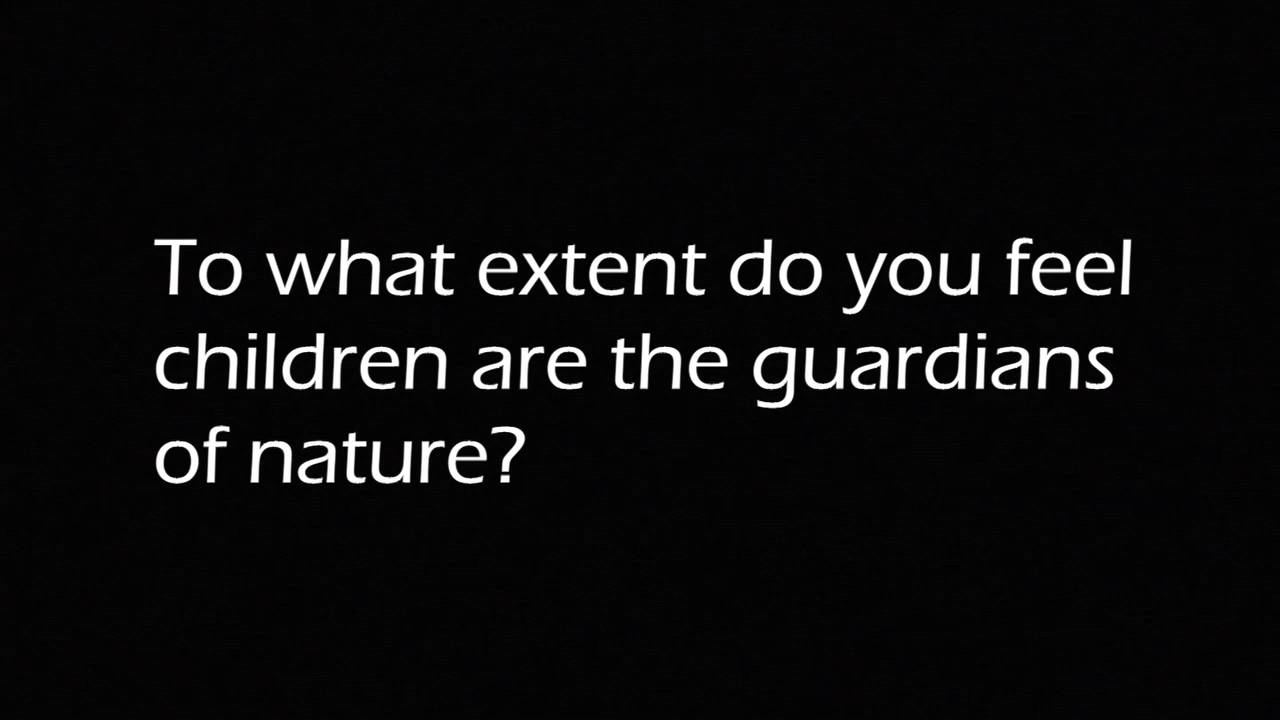 To what extent do you feel
children are the guardians
of nature?